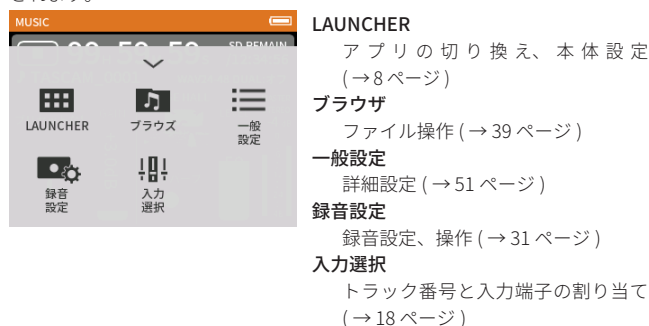 MUSIC
SD REMAIN
LAUNCHER
ブラウズ
一般
設定
録音
設定
入力
選択
LAUNCHER
アプリの切り換え、本体設定
(→8 ページ)
ブラウザ
ファイル操作 (→39 ページ)
一般設定
詳細設定 (→51 ページ)
録音設定
録音設定、操作 (→31 ページ)
入力選択
トラック番号と入力端子の割り当て
(→18 ページ)